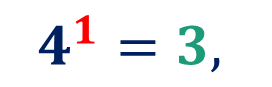 4¹ = 3,